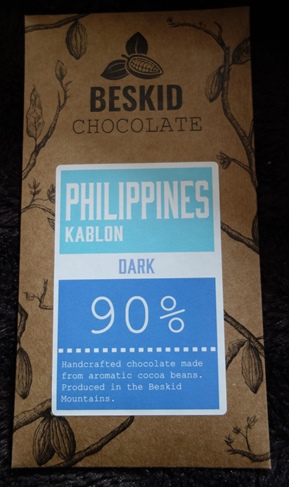 BESKID
CHOCOLATE
PHILIPPINES
KABLON
DARK
90%
Handcrafted chocolate made
from aromatic cocoa beans.
Produced in the Beskid
Mountains.